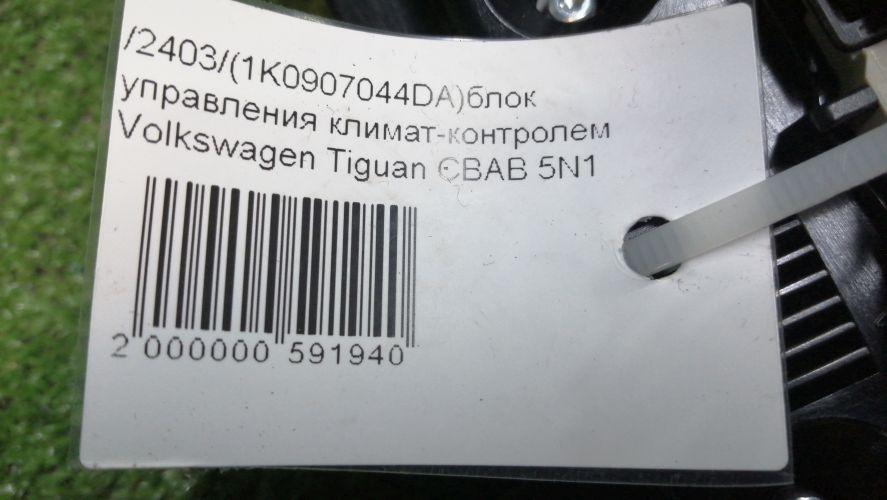 /2403/(1K0907044DA)блок
управления климат-контролем
Volkswagen Tiguan CBAB 5N1
2 000000 591940